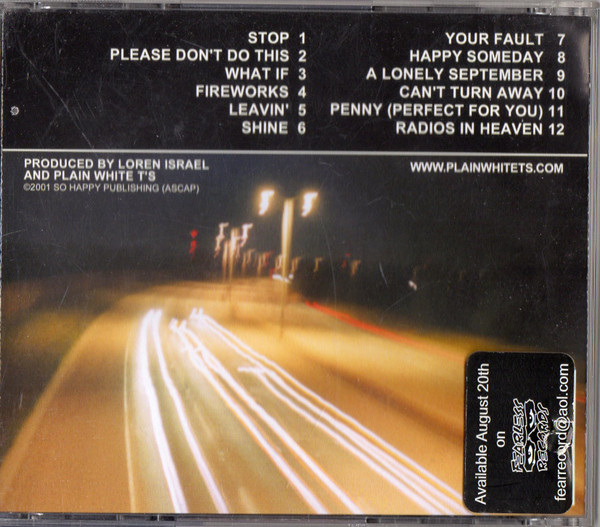 STOP 1
PLEASE DON'T DO THIS 2
WHAT IF 3
FIREWORKS 4
LEAVIN' 5
SHINE 6
YOUR FAULT 7
HAPPY SOMEDAY 8
A LONELY SEPTEMBER 9
CAN'T TURN AWAY 10
PENNY (PERFECT FOR YOU) 11
RADIOS IN HEAVEN 12
PRODUCED BY LOREN ISRAEL
AND PLAIN WHITE T'S
©2001 SO HAPPY PUBLISHING (ASCAP)
WWW.PLAINWHITETS.COM
Available August 20th
on
FEARLESS
RECORDS
fearrecord@aol.com